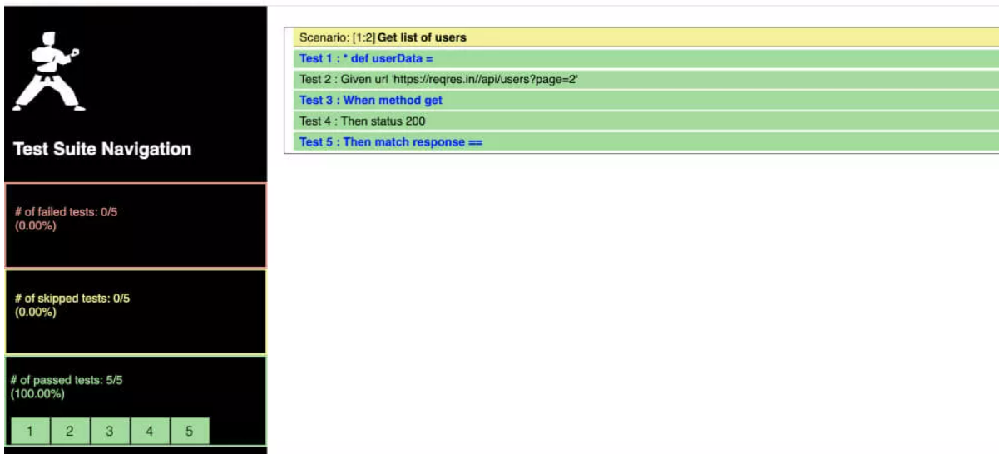 Test Suite Navigation
# of failed tests: 0/5
(0.00%)
# of skipped tests: 0/5
(0.00%)
# of passed tests: 5/5
(100.00%)
1 2 3 4 5
Scenario: [1:2] Get list of users
Test 1 : * def userData =
Test 2 : Given url 'https://reqres.in//api/users?page=2'
Test 3 : When method get
Test 4 : Then status 200
Test 5 : Then match response ==